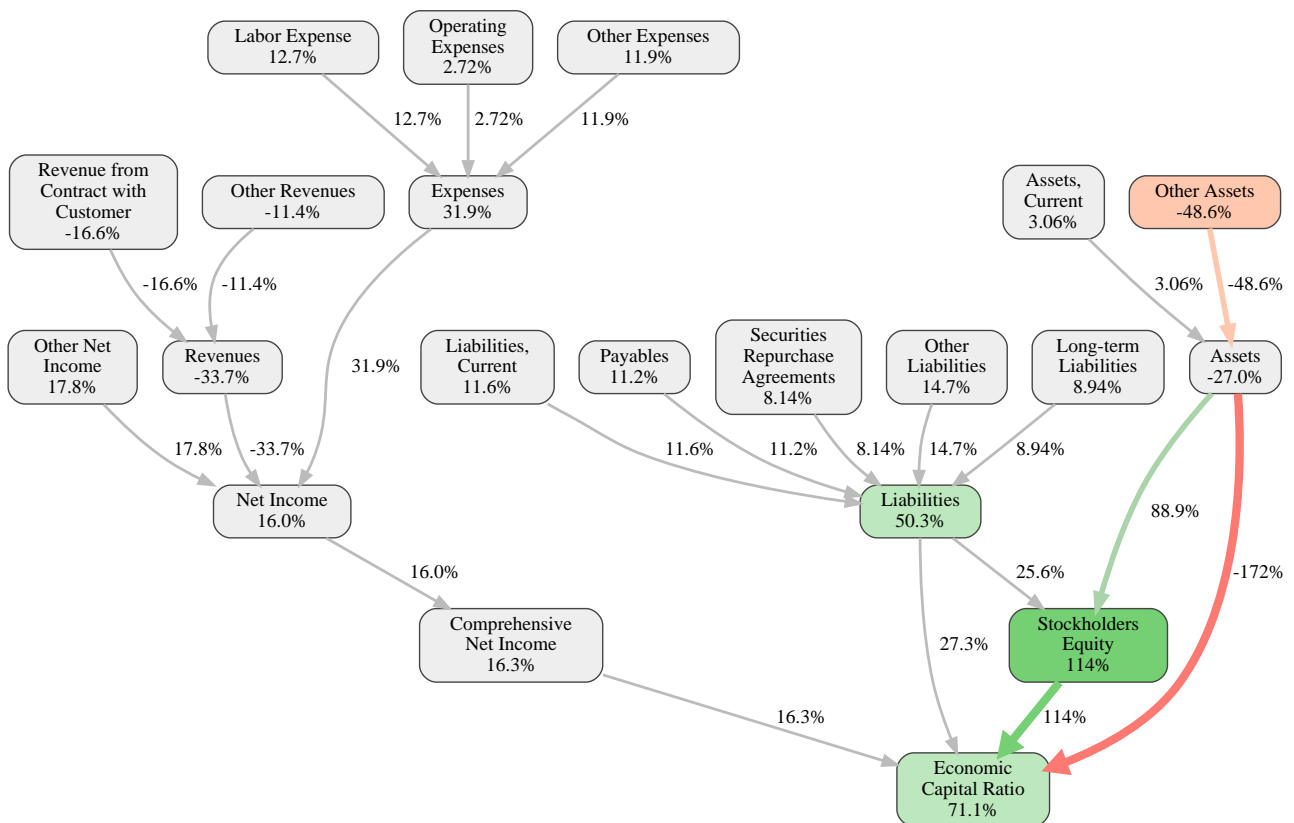 Labor Expense
12.7%
Operating
Expenses
2.72%
Other Expenses
11.9%
12.7%
2.72%
11.9%
Revenue from
Contract with
Customer
-16.6%
Other Revenues
-11.4%
Expenses
31.9%
Assets,
Current
3.06%
Other Assets
-48.6%
-16.6%
-11.4%
3.06%
-48.6%
Other Net
Income
17.8%
Revenues
-33.7%
31.9%
Liabilities,
Current
11.6%
Payables
11.2%
Securities
Repurchase
Agreements
8.14%
Other
Liabilities
14.7%
Long-term
Liabilities
8.94%
Assets
-27.0%
17.8%
-33.7%
11.6%
11.2%
8.14%
14.7%
8.94%
Net Income
16.0%
Liabilities
50.3%
88.9%
16.0%
25.6%
-172%
Comprehensive
Net Income
16.3%
27.3%
Stockholders
Equity
114%
16.3%
114%
Economic
Capital Ratio
71.1%